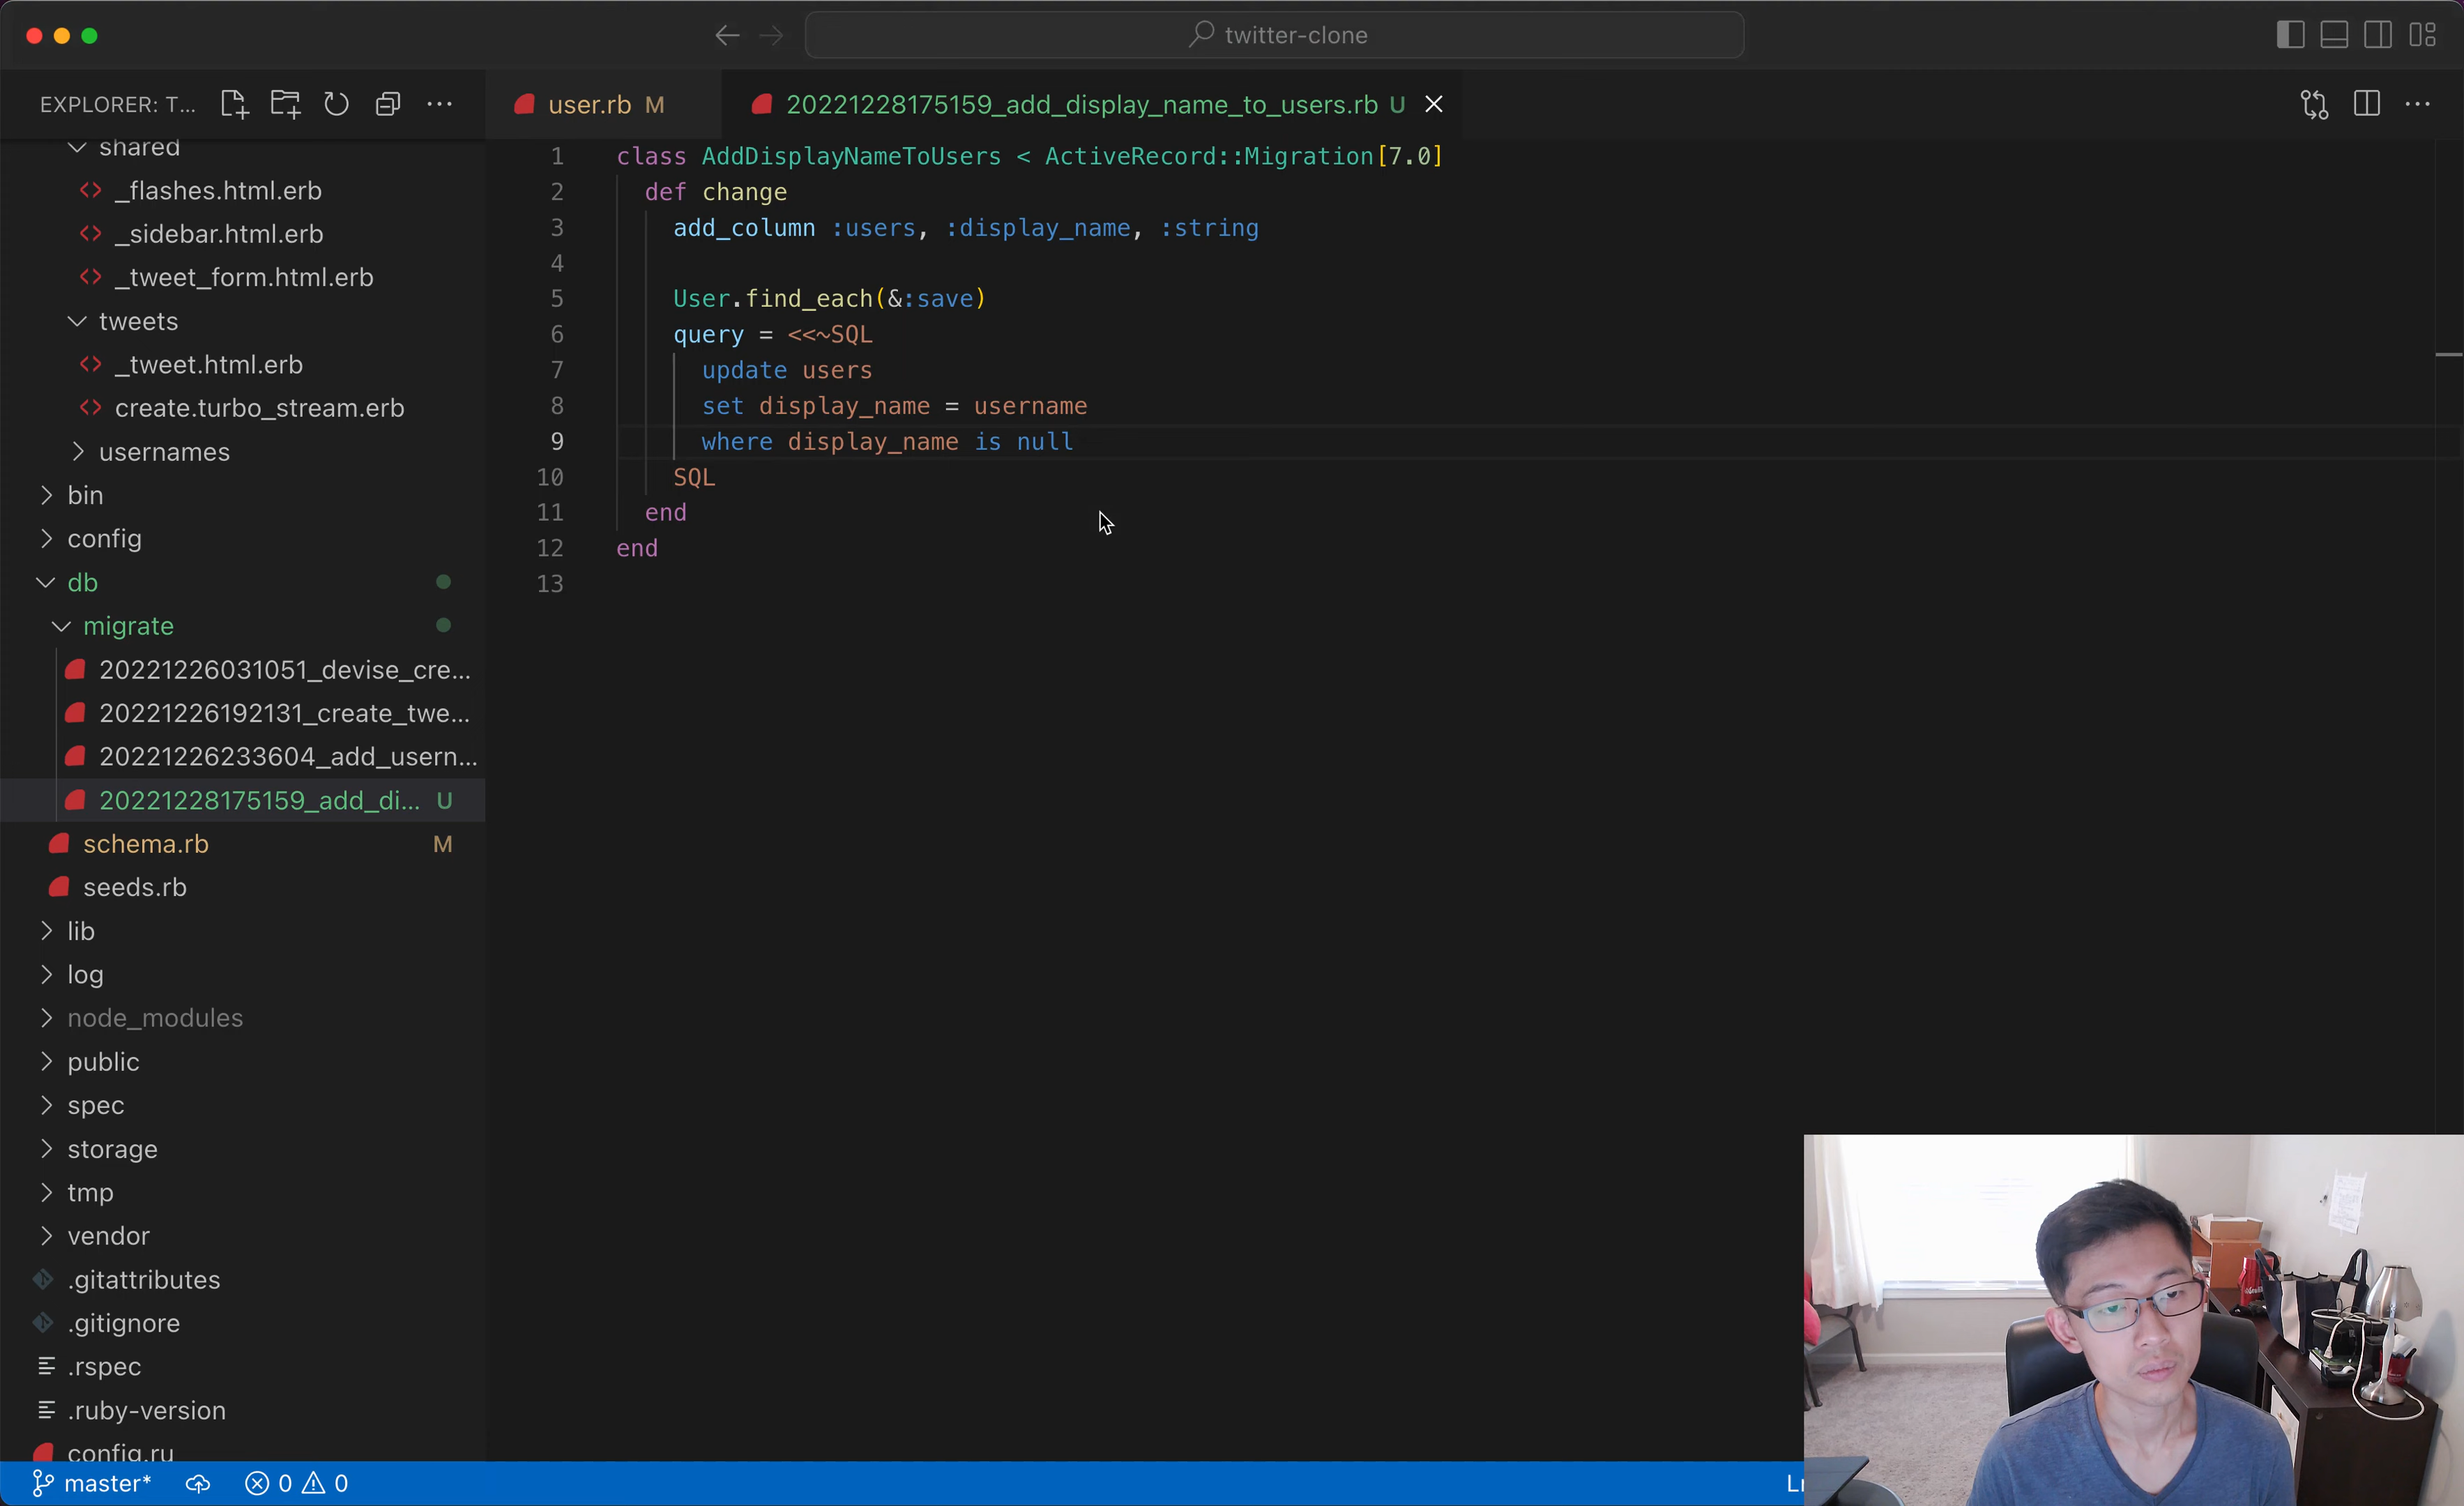 twitter-clone
EXPLORER: T...
user.rb M
20221228175159_add_display_name_to_users.rb U
shared
_flashes.html.erb
_sidebar.html.erb
_tweet_form.html.erb
tweets
_tweet.html.erb
create.turbo_stream.erb
usernames
bin
config
db
migrate
20221226031051_devise_cre...
20221226192131_create_twe...
20221226233604_add_usern...
20221228175159_add_di... U
schema.rb M
seeds.rb
lib
log
node_modules
public
spec
storage
tmp
vendor
.gitattributes
.gitignore
.rspec
.ruby-version
config.ru
1 class AddDisplayNameToUsers < ActiveRecord::Migration[7.0]
2 def change
3 add_column :users, :display_name, :string
4
5 User.find_each(&:save)
6 query = <<~SQL
7 update users
8 set display_name = username
9 where display_name is null
10 SQL
11 end
12 end
13
master* 0 0